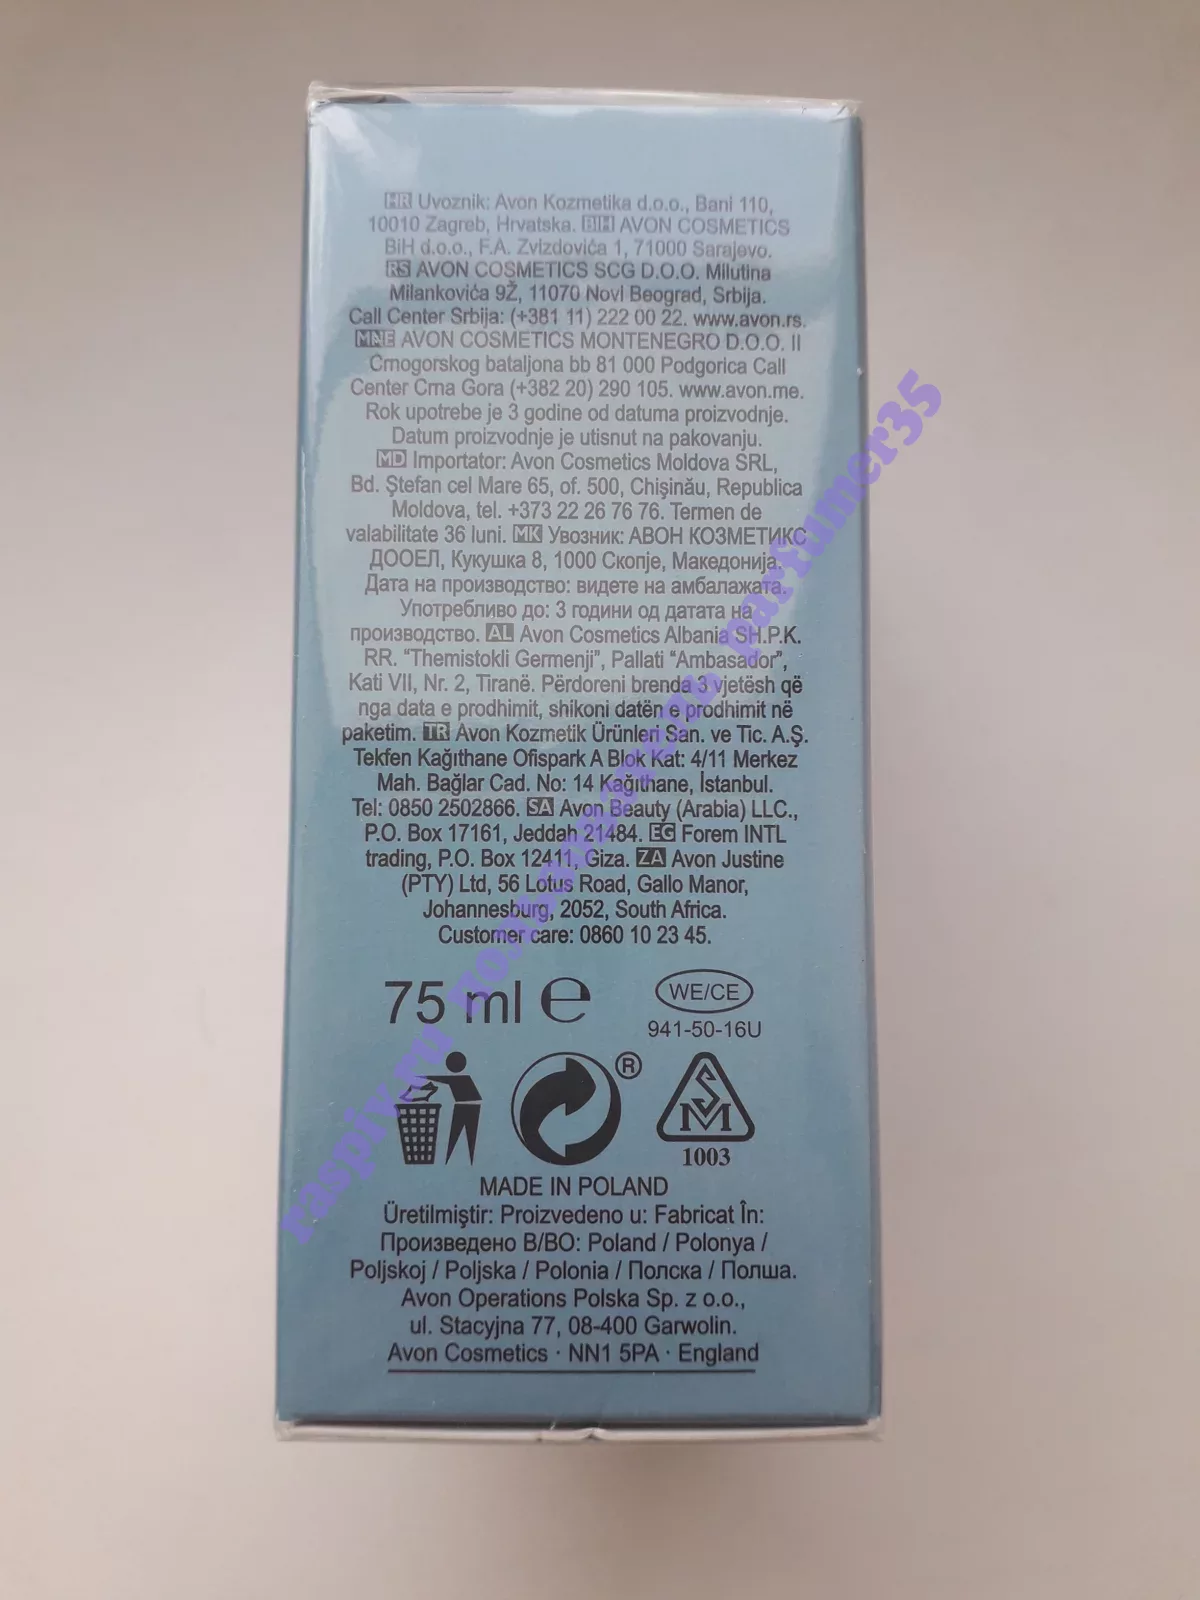 HR Uvoznik: Avon Kozmetika d.o.o., Bani 110,
10010 Zagreb, Hrvatska. BIH AVON COSMETICS
BiH d.o.o., F.A. Zvizdovića 1, 71000 Sarajevo.
RS AVON COSMETICS SCG D.O.O. Milutina
Milankovića 9Ž, 11070 Novi Beograd, Srbija.
Call Center Srbija: (+381 11) 222 00 22. www.avon.rs.
MNE AVON COSMETICS MONTENEGRO D.O.O. II
Crnogorskog bataljona bb 81 000 Podgorica Call
Center Crna Gora (+382 20) 290 105. www.avon.me.
Rok upotrebe je 3 godine od datuma proizvodnje.
Datum proizvodnje je utisnut na pakovanju.
MD Importator: Avon Cosmetics Moldova SRL,
Bd. Ştefan cel Mare 65, of. 500, Chişinău, Republica
Moldova, tel. +373 22 26 76 76. Termen de
valabilitate 36 luni. MK Увозник: АВОН КОЗМЕТИКС
ДООЕЛ, Кукушка 8, 1000 Скопје, Македонија.
Дата на производство: видете на амбалажата.
Употребливо до: 3 години од датата на
производство. AL Avon Cosmetics Albania SH.P.K.
RR. "Themistokli Germenji", Pallati "Ambasador",
Kati VII, Nr. 2, Tiranë. Përdoreni brenda 3 vjetësh që
nga data e prodhimit, shikoni datën e prodhimit në
paketim. TR Avon Kozmetik Ürünleri San. ve Tic. A.Ş.
Tekfen Kağıthane Ofispark A Blok Kat: 4/11 Merkez
Mah. Bağlar Cad. No: 14 Kağıthane, İstanbul.
Tel: 0850 2502866. SA Avon Beauty (Arabia) LLC.,
P.O. Box 17161, Jeddah 21484. EG Forem INTL
trading, P.O. Box 12411, Giza. ZA Avon Justine
(PTY) Ltd, 56 Lotus Road, Gallo Manor,
Johannesburg, 2052, South Africa.
Customer care: 0860 10 23 45.
75 ml e
WE/CE
941-50-16U
®
SM
1003
MADE IN POLAND
Üretilmiştir: Proizvedeno u: Fabricat În:
Произведено В/ВО: Poland / Polonya /
Poljskoj / Poljska / Polonia / Полска / Полша.
Avon Operations Polska Sp. z o.o.,
ul. Stacyjna 77, 08-400 Garwolin.
Avon Cosmetics · NN1 5PA · England
raspiv.ru пользователь parfumer35